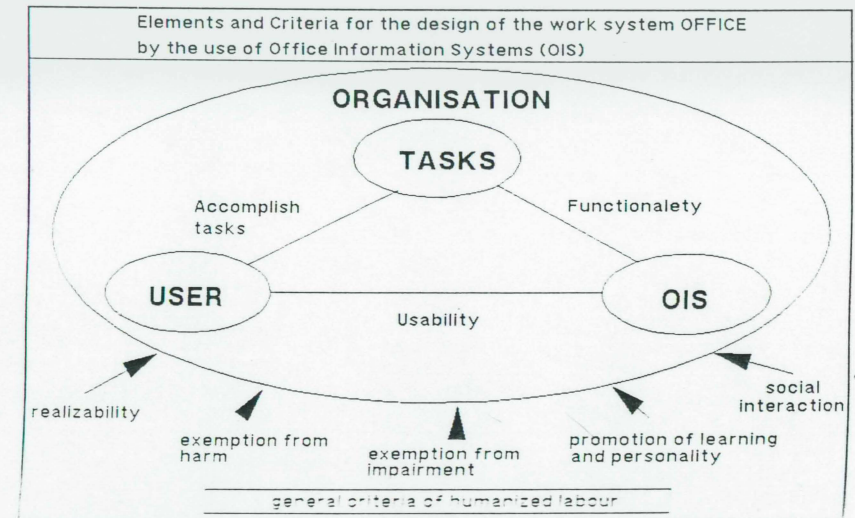 Elements and Criteria for the design of the work system OFFICE
by the use of Office Information Systems (OIS)
ORGANISATION
TASKS
Accomplish
tasks
Functionalety
USER
OIS
Usability
realizability
exemption from
harm
exemption from
impairment
promotion of learning
and personality
social
interaction
general criteria of humanized labour